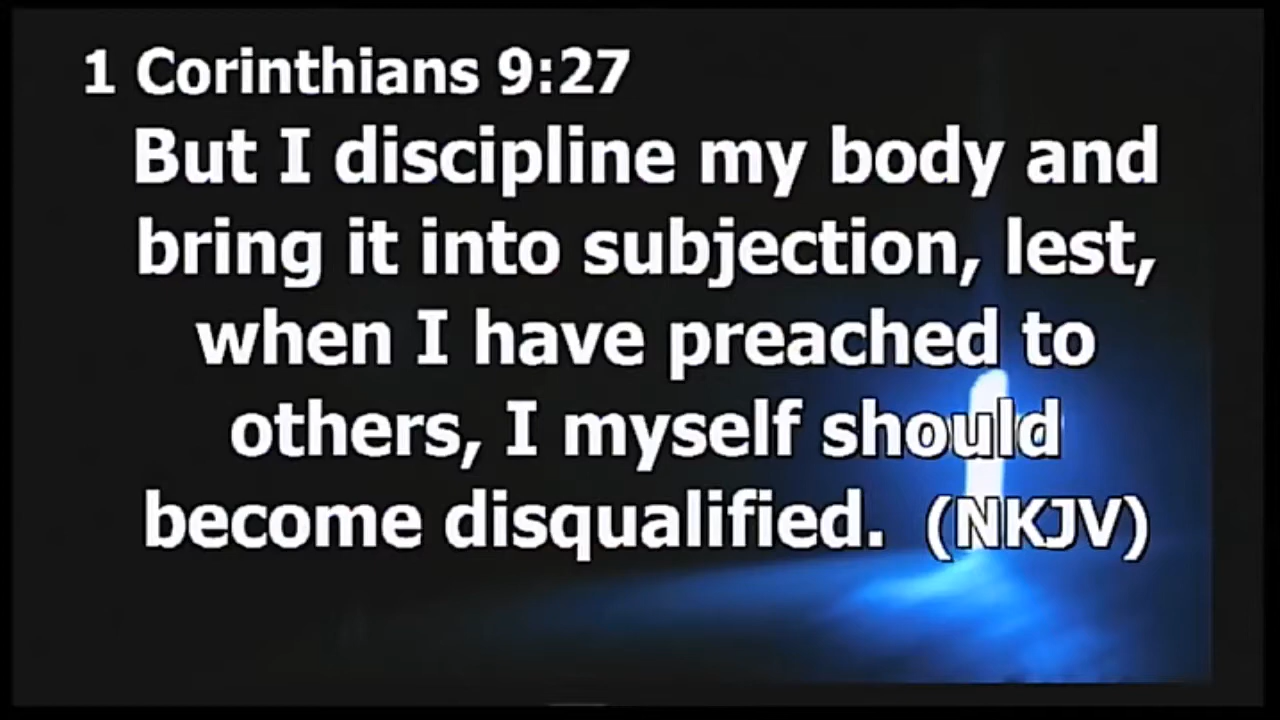 1 Corinthians 9:27
But I discipline my body and
bring it into subjection, lest,
when I have preached to
others, I myself should
become disqualified.  (NKJV)